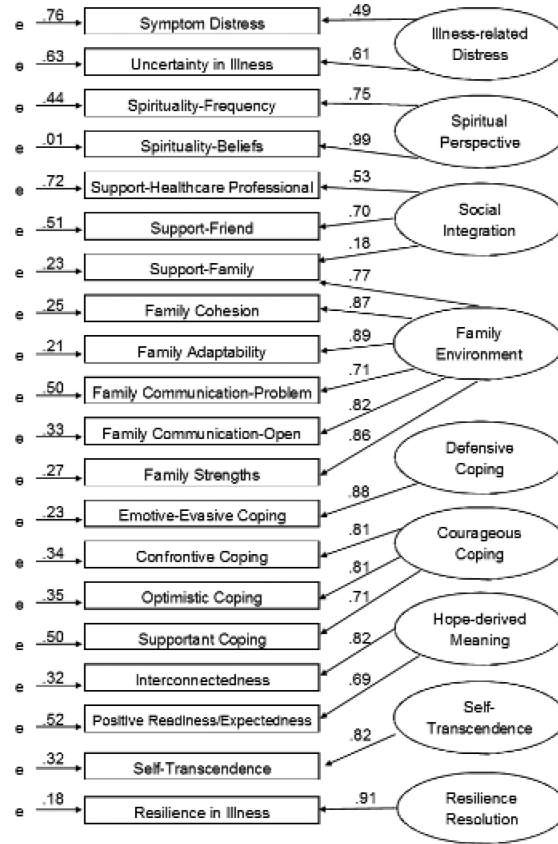 e .76 Symptom Distress .49 Illness-related
Distress
e .63 Uncertainty in Illness .61
e .44 Spirituality-Frequency .75 Spiritual
Perspective
e .01 Spirituality-Beliefs .99
e .72 Support-Healthcare Professional .53 Social
Integration
e .51 Support-Friend .70
e .23 Support-Family .18
.77
e .25 Family Cohesion .87 Family
Environment
e .21 Family Adaptability .89
e .50 Family Communication-Problem .71
e .33 Family Communication-Open .82
e .27 Family Strengths .86
Defensive
Coping
e .23 Emotive-Evasive Coping .88
e .34 Confrontive Coping .81 Courageous
Coping
e .35 Optimistic Coping .81
e .50 Supportant Coping .71 Hope-derived
Meaning
e .32 Interconnectedness .82
e .52 Positive Readiness/Expectedness .69
Self-
Transcendence
e .32 Self-Transcendence .82
e .18 Resilience in Illness .91 Resilience
Resolution